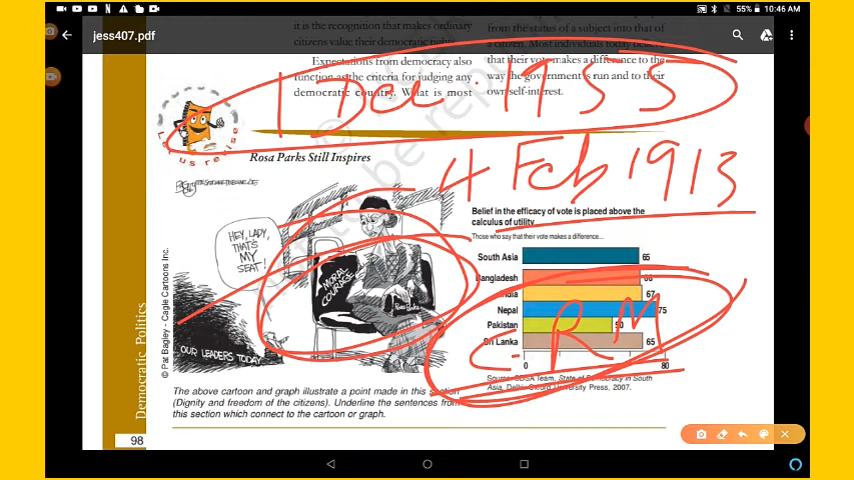 55% 10:46 AM
jess407.pdf
it is the recognition that makes ordinary
citizens value their democratic rights.
Expectations from democracy also
function as the criteria for judging any
democratic country. What is most
from the status of a subject into that of
a citizen. Most individuals today believe
that their vote makes a difference to the
way the government is run and to their
own self-interest.
1 Dec 1955
Let us revise
Rosa Parks Still Inspires
4 Feb 1913
HEY, LADY,
THAT'S
MY
SEAT!
MORAL
COURAGE
OUR LEADERS TODAY
© Pat Bagley - Cagle Cartoons Inc.
Democratic Politics
Belief in the efficacy of vote is placed above the
calculus of utility
Those who say that their vote makes a difference...
South Asia 65
Bangladesh 66
India 67
Nepal 75
Pakistan 50
Sri Lanka 65
0 80
CRM
Source: SDSA Team, State of Democracy in South
Asia, Delhi: Oxford University Press, 2007.
The above cartoon and graph illustrate a point made in this section
(Dignity and freedom of the citizens). Underline the sentences from
this section which connect to the cartoon or graph.
98